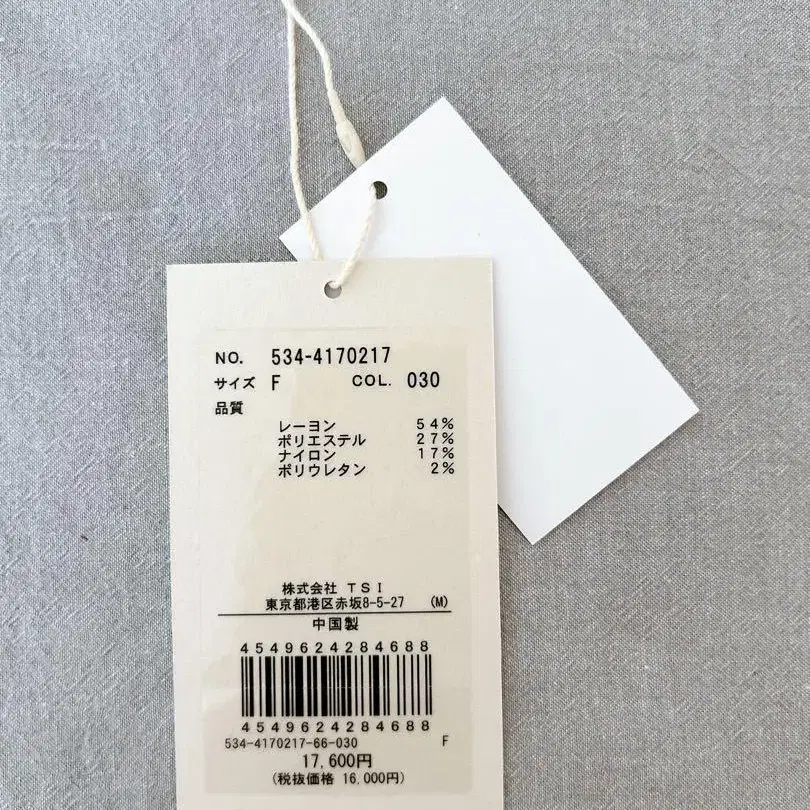 NO. 534-4170217
サイズ F COL. 030
品質
レーヨン 54%
ポリエステル 27%
ナイロン 17%
ポリウレタン 2%
株式会社 TSI
東京都港区赤坂8-5-27 (M)
中国製
4549624284688
4549624284688
534-4170217-66-030 F
17,600円
(税抜価格 16,000円)